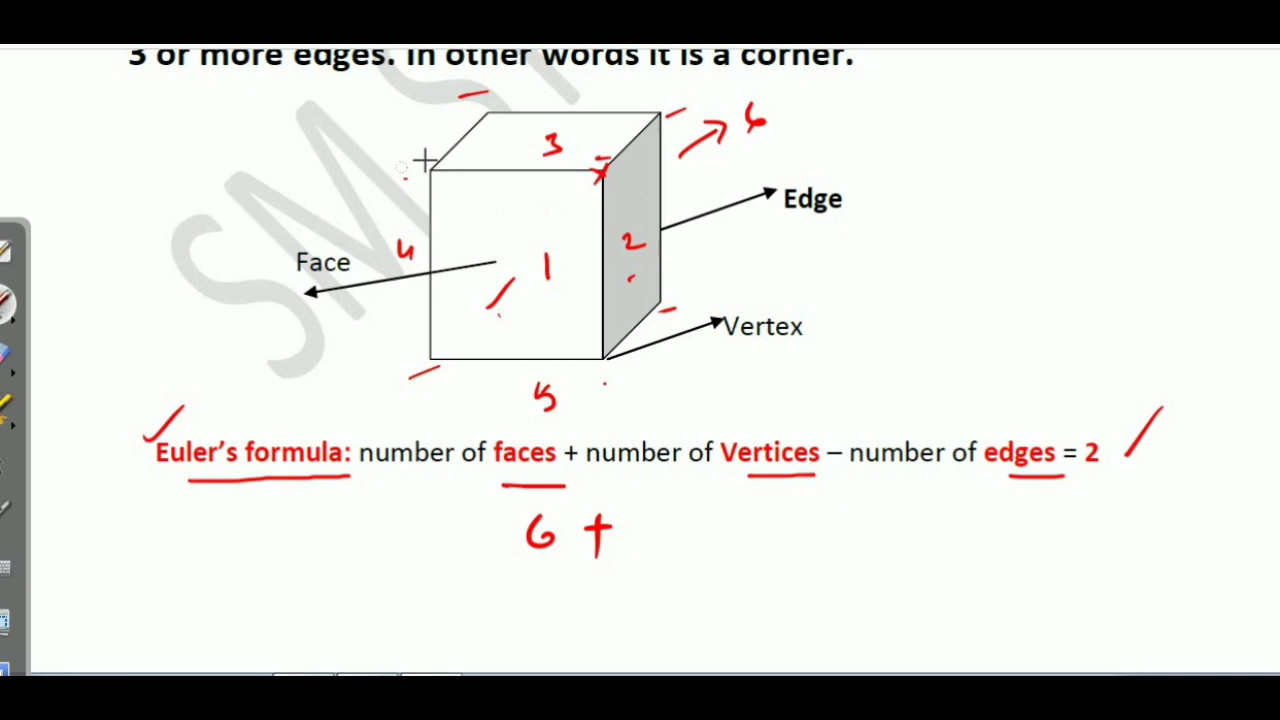 3 or more edges. In other words it is a corner.
SMS
3
6
Edge
2
4
Face
1
Vertex
5
Euler's formula: number of faces + number of Vertices – number of edges = 2
6 +